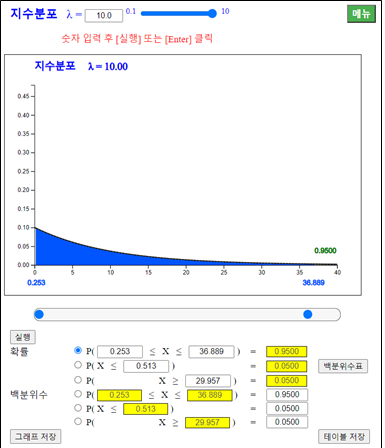 지수분포 λ = 10.0 0.1 10 메뉴
숫자 입력 후 [실행] 또는 [Enter] 클릭
지수분포 λ = 10.00
0.45
0.40
0.35
0.30
0.25
0.20
0.15
0.10
0.05
0.00
0.9500
0 5 10 15 20 25 30 35 40
0.253 36.889
실행
확률 P( 0.253 ≤ X ≤ 36.889 ) = 0.9500
P( X ≤ 0.513 ) = 0.0500 백분위수표
P( X ≥ 29.957 ) = 0.0500
백분위수 P( 0.253 ≤ X ≤ 36.889 ) = 0.9500
P( X ≤ 0.513 ) = 0.0500
P( X ≥ 29.957 ) = 0.0500
그래프 저장 테이블 저장